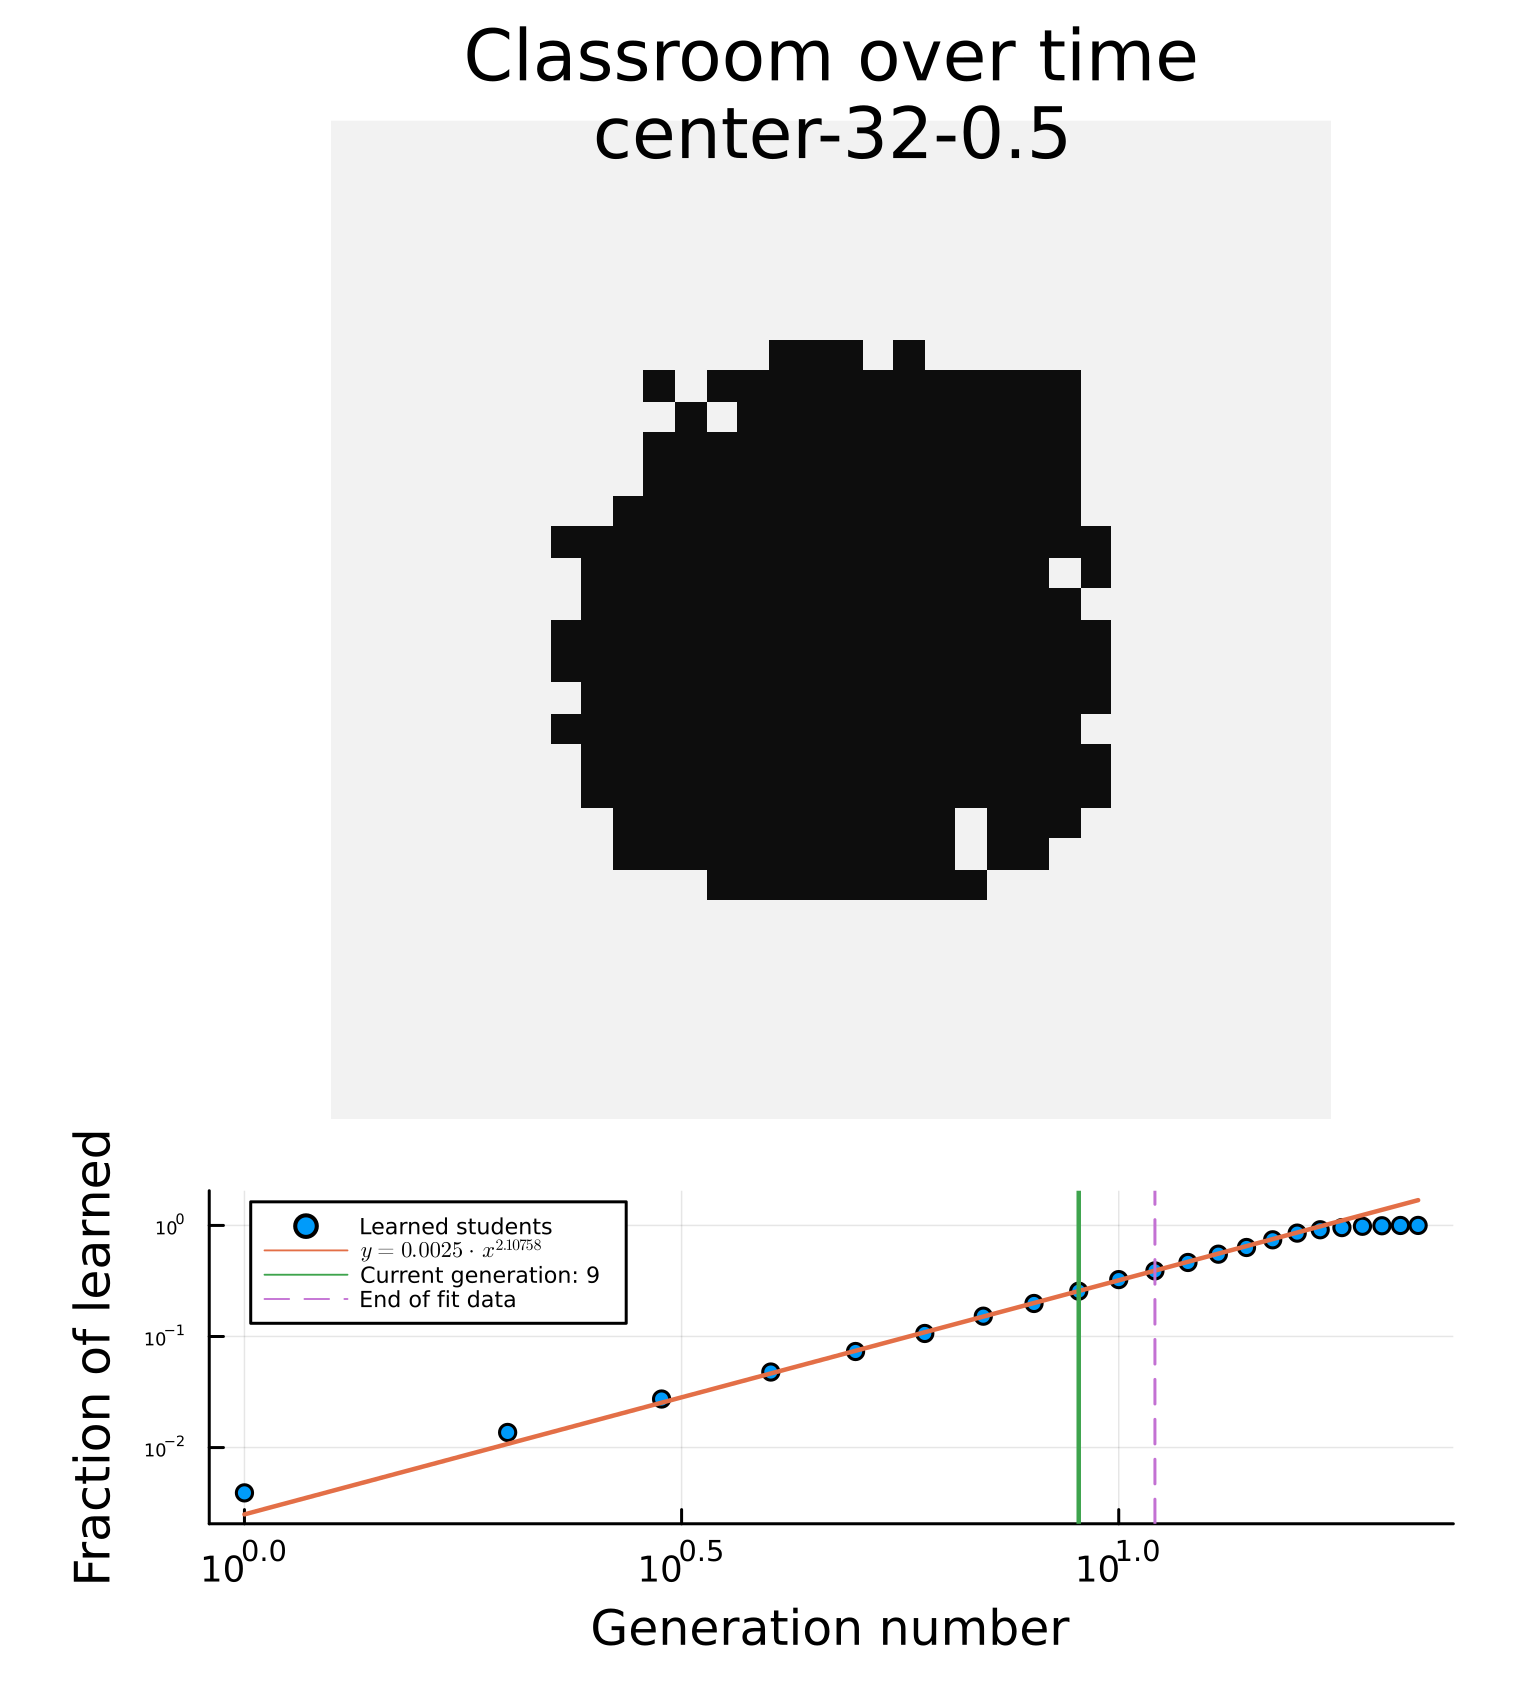 Classroom over time
center-32-0.5
Fraction of learned
10⁰
10⁻¹
10⁻²
Learned students
y = 0.0025 · x^2.10758
Current generation: 9
End of fit data
10^0.0
10^0.5
10^1.0
Generation number